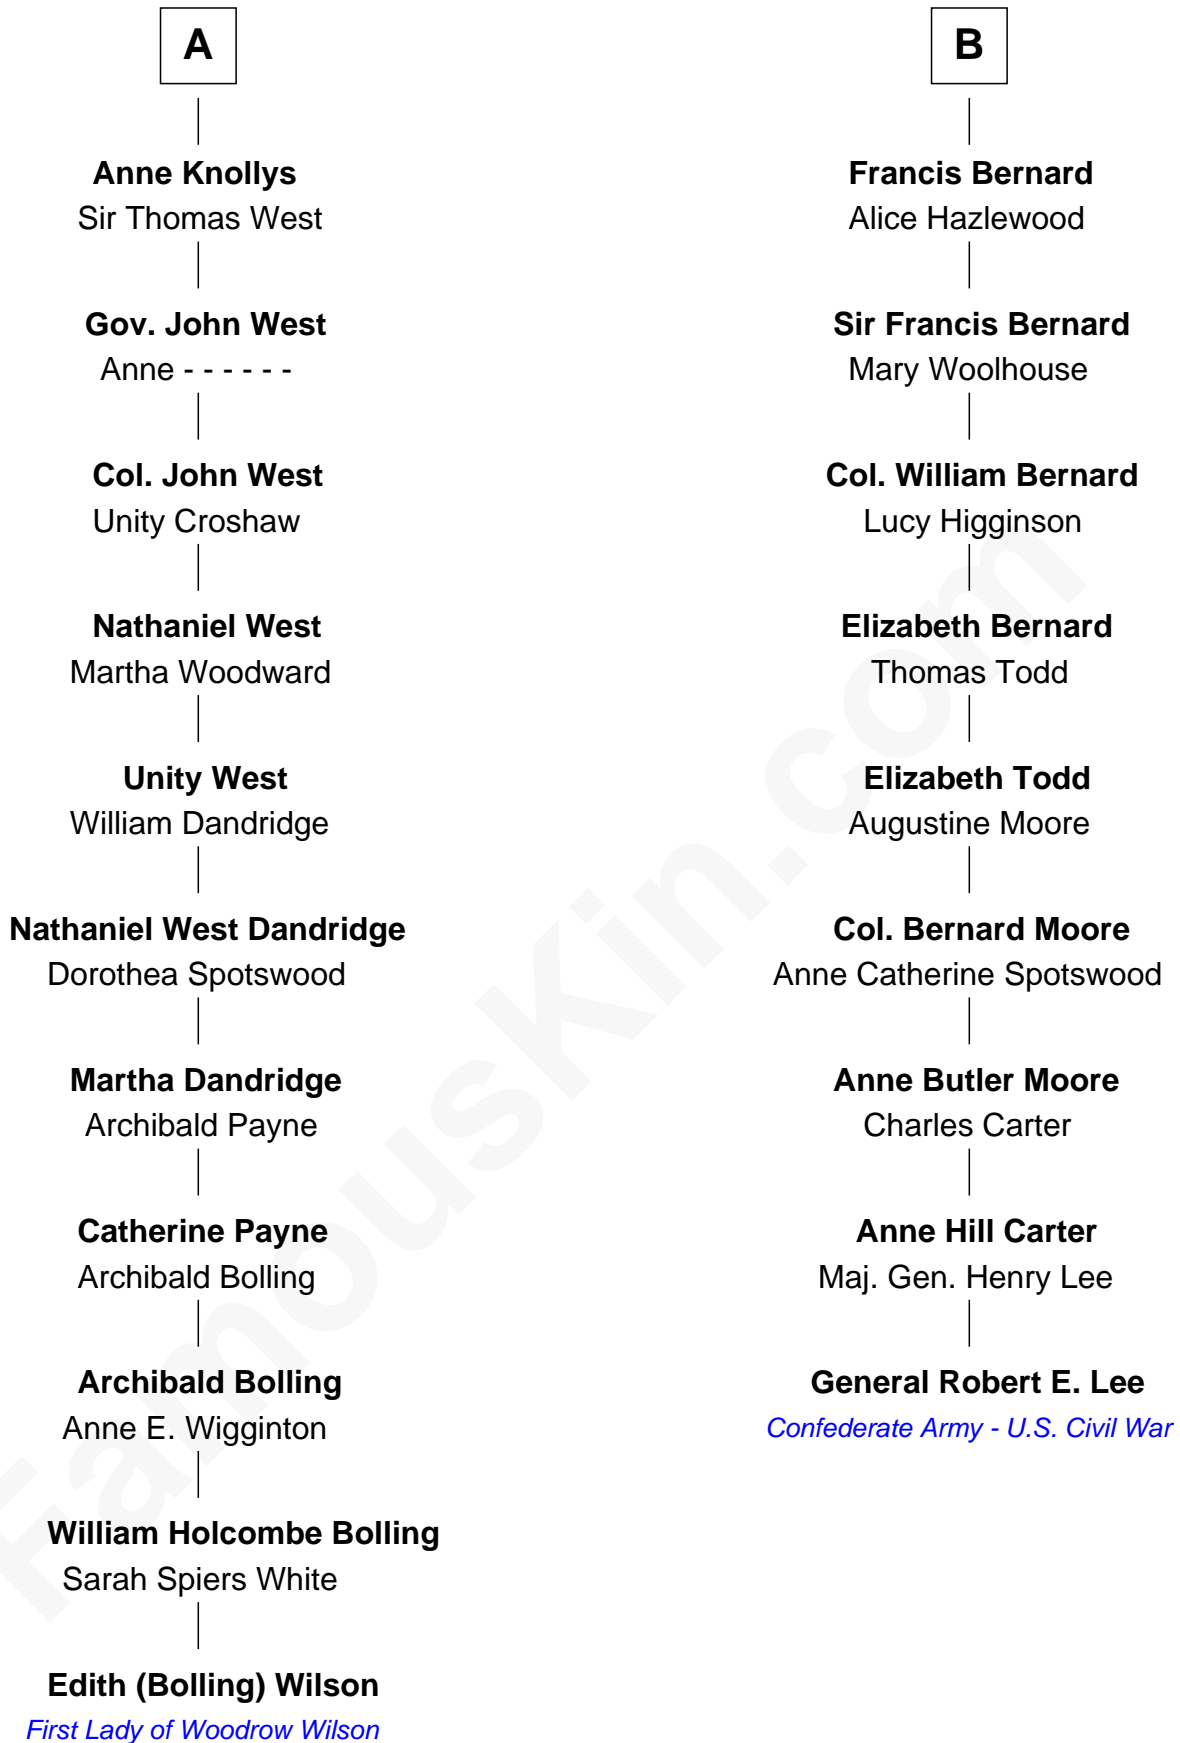 A
Anne Knollys
Sir Thomas West
Gov. John West
Anne - - - - - -
Col. John West
Unity Croshaw
Nathaniel West
Martha Woodward
Unity West
William Dandridge
Nathaniel West Dandridge
Dorothea Spotswood
Martha Dandridge
Archibald Payne
Catherine Payne
Archibald Bolling
Archibald Bolling
Anne E. Wigginton
William Holcombe Bolling
Sarah Spiers White
Edith (Bolling) Wilson
First Lady of Woodrow Wilson
B
Francis Bernard
Alice Hazlewood
Sir Francis Bernard
Mary Woolhouse
Col. William Bernard
Lucy Higginson
Elizabeth Bernard
Thomas Todd
Elizabeth Todd
Augustine Moore
Col. Bernard Moore
Anne Catherine Spotswood
Anne Butler Moore
Charles Carter
Anne Hill Carter
Maj. Gen. Henry Lee
General Robert E. Lee
Confederate Army - U.S. Civil War
FamousKin.com